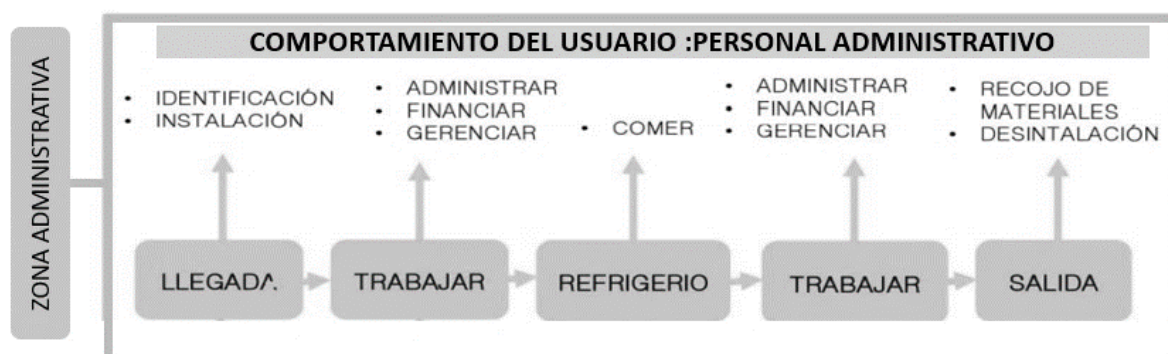 ZONA ADMINISTRATIVA
COMPORTAMIENTO DEL USUARIO :PERSONAL ADMINISTRATIVO
• IDENTIFICACIÓN
• INSTALACIÓN
• ADMINISTRAR
• FINANCIAR
• GERENCIAR
• COMER
• ADMINISTRAR
• FINANCIAR
• GERENCIAR
• RECOJO DE
MATERIALES
• DESINTALACIÓN
LLEGADA.
TRABAJAR
REFRIGERIO
TRABAJAR
SALIDA